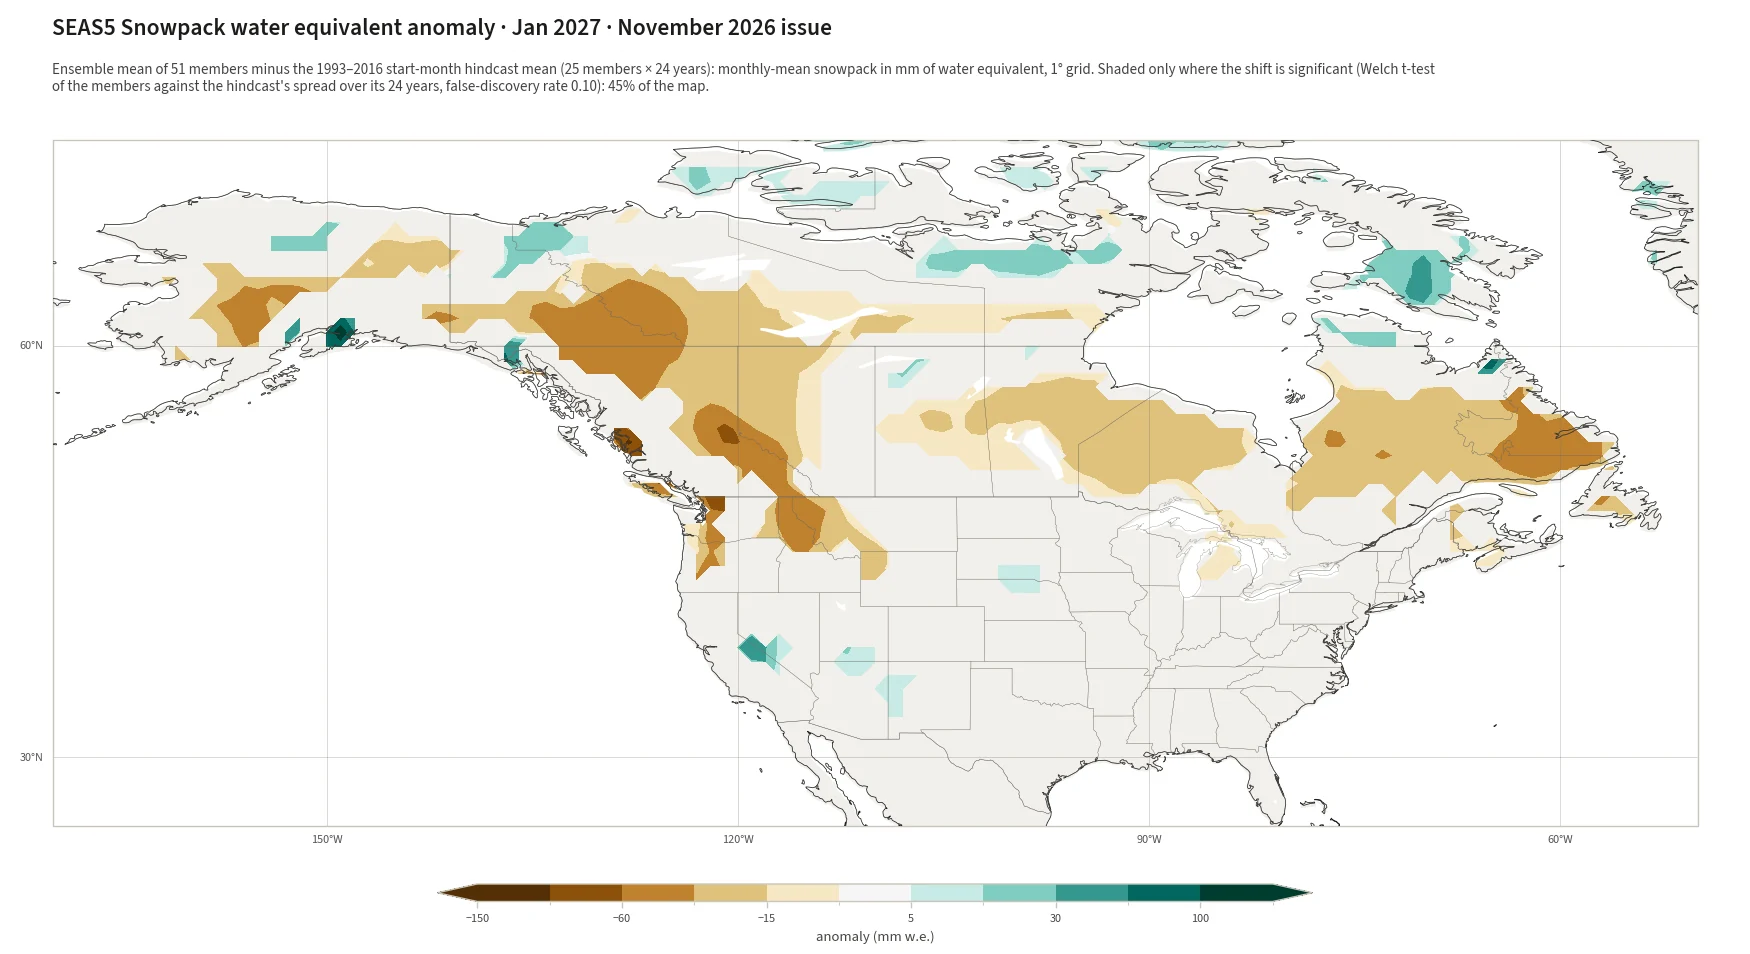 SEAS5 Snowpack water equivalent anomaly · Jan 2027 · November 2026 issue
Ensemble mean of 51 members minus the 1993–2016 start-month hindcast mean (25 members × 24 years): monthly-mean snowpack in mm of water equivalent, 1° grid. Shaded only where the shift is significant (Welch t-test
of the members against the hindcast's spread over its 24 years, false-discovery rate 0.10): 45% of the map.
60°N
30°N
150°W 120°W 90°W 60°W
−150 −60 −15 5 30 100
anomaly (mm w.e.)